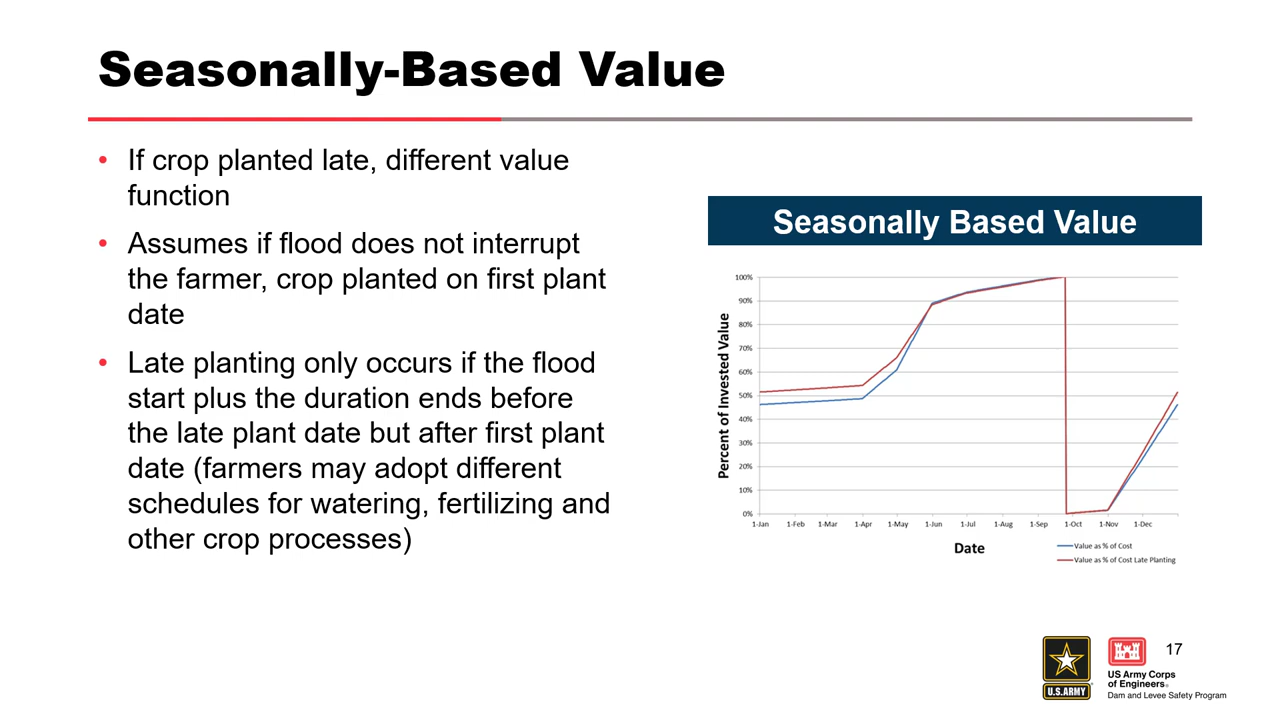 Seasonally-Based Value
• If crop planted late, different value
function
• Assumes if flood does not interrupt
the farmer, crop planted on first plant
date
• Late planting only occurs if the flood
start plus the duration ends before
the late plant date but after first plant
date (farmers may adopt different
schedules for watering, fertilizing and
other crop processes)
Seasonally Based Value
Percent of Invested Value
100%
90%
80%
70%
60%
50%
40%
30%
20%
10%
0%
1-Jan 1-Feb 1-Mar 1-Apr 1-May 1-Jun 1-Jul 1-Aug 1-Sep 1-Oct 1-Nov 1-Dec
Date
Value as % of Cost
Value as % of Cost Late Planting
U.S.ARMY
US Army Corps
of Engineers®
Dam and Levee Safety Program
17